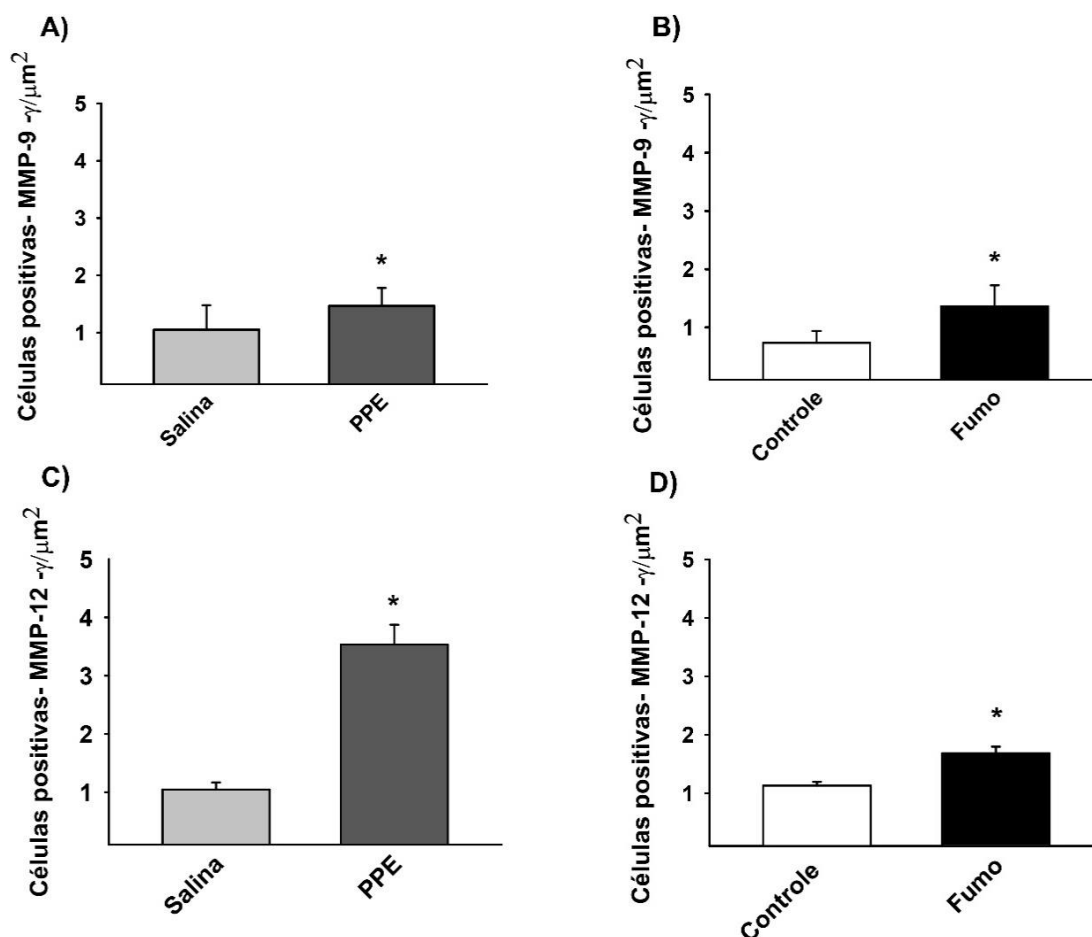 A)
Células positivas- MMP-9 -γ/μm²
5
4
3
2
1
*
Salina
PPE
B)
Células positivas- MMP-9 -γ/μm²
5
4
3
2
1
*
Controle
Fumo
C)
Células positivas- MMP-12 -γ/μm²
5
4
3
2
1
*
Salina
PPE
D)
Células positivas- MMP-12 -γ/μm²
5
4
3
2
1
*
Controle
Fumo